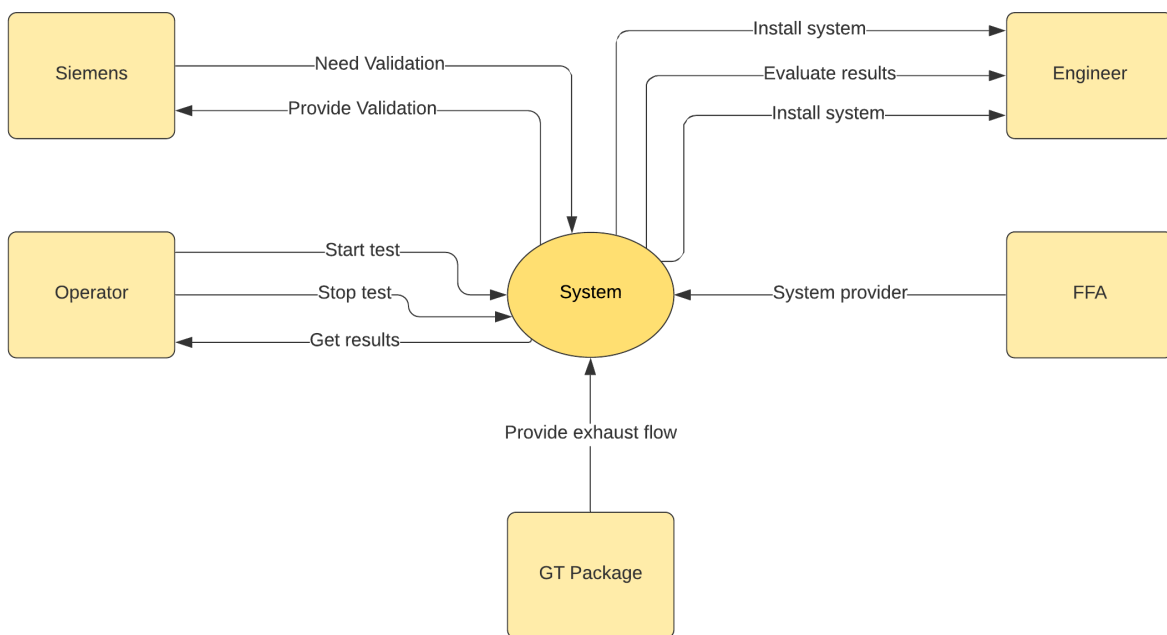 Install system
Siemens
Need Validation
Evaluate results
Engineer
Provide Validation
Install system
Start test
Operator
Stop test
System
System provider
FFA
Get results
Provide exhaust flow
GT Package